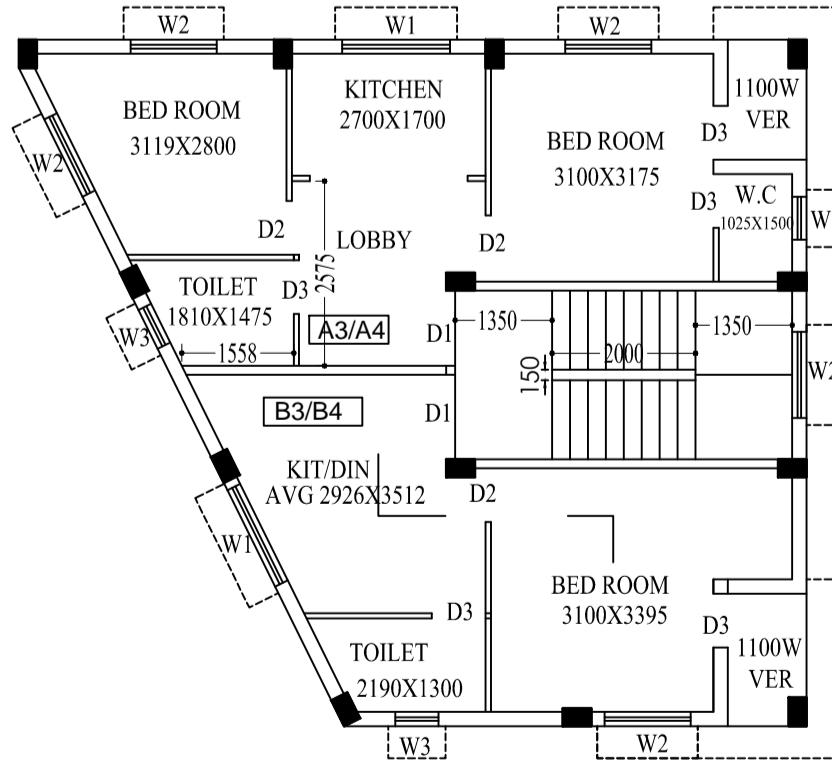 W2
W1
W2
BED ROOM
3119X2800
KITCHEN
2700X1700
BED ROOM
3100X3175
1100W
VER
D3
W2
D3
W.C
1025X1500
W
D2
LOBBY
D2
2575
TOILET
1810X1475
D3
W3
A3/A4
D1
1350
2000
1350
1558
150
W2
B3/B4
D1
KIT/DIN
AVG 2926X3512
D2
W1
BED ROOM
3100X3395
D3
D3
1100W
VER
TOILET
2190X1300
W3
W2